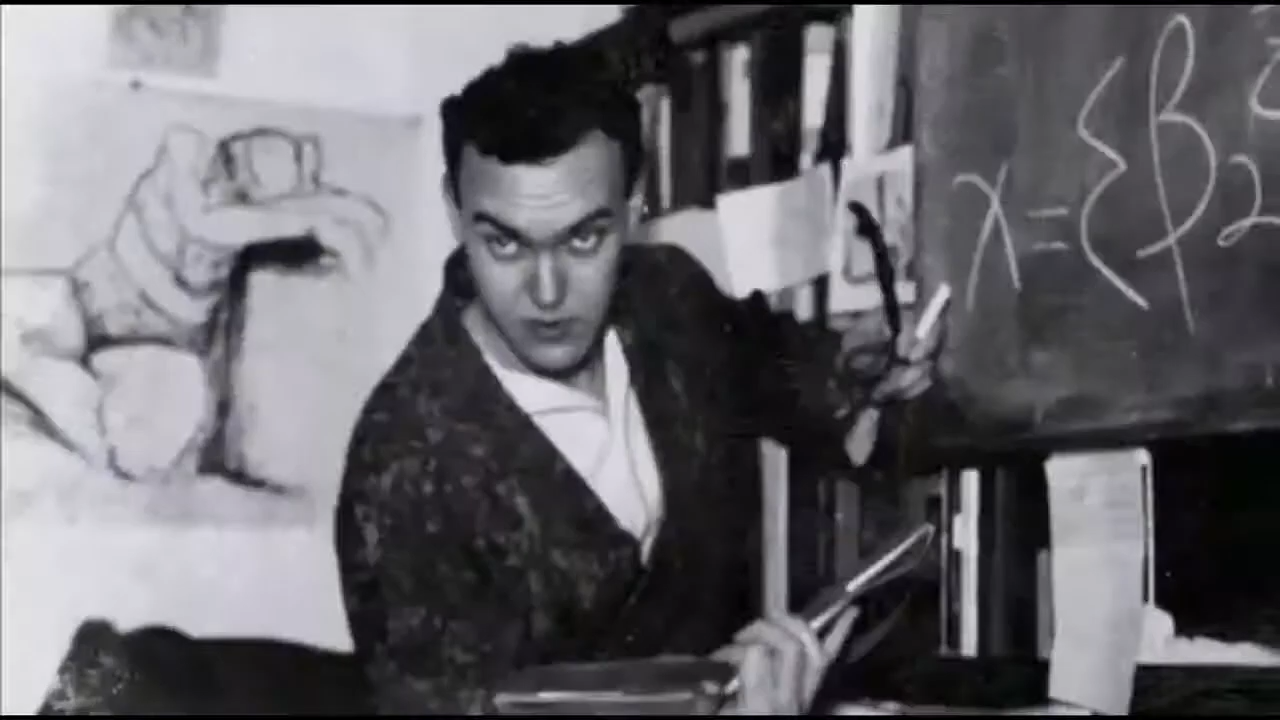 x = {β₂